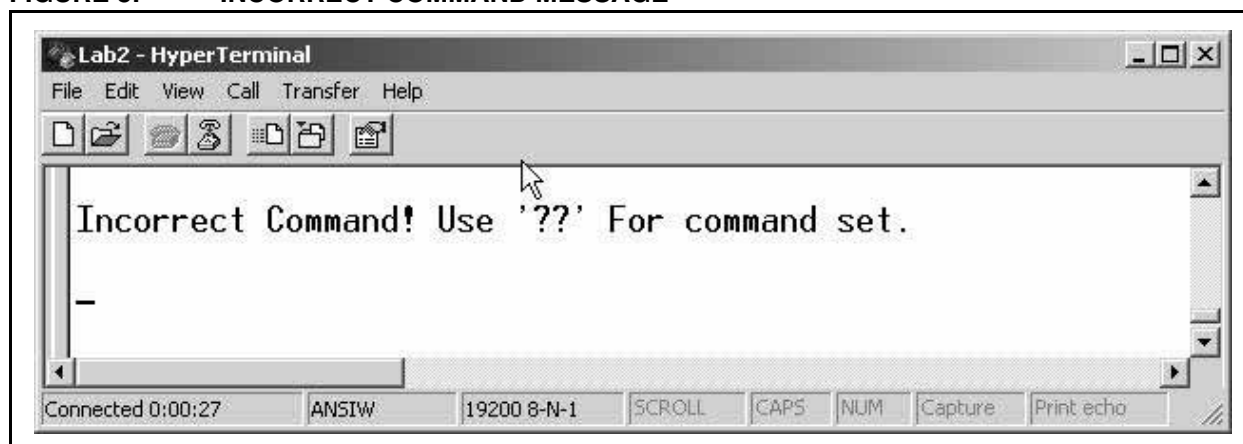 Lab2 - HyperTerminal
File Edit View Call Transfer Help
Incorrect Command! Use '??' For command set.
_
Connected 0:00:27 ANSIW 19200 8-N-1 SCROLL CAPS NUM Capture Print echo